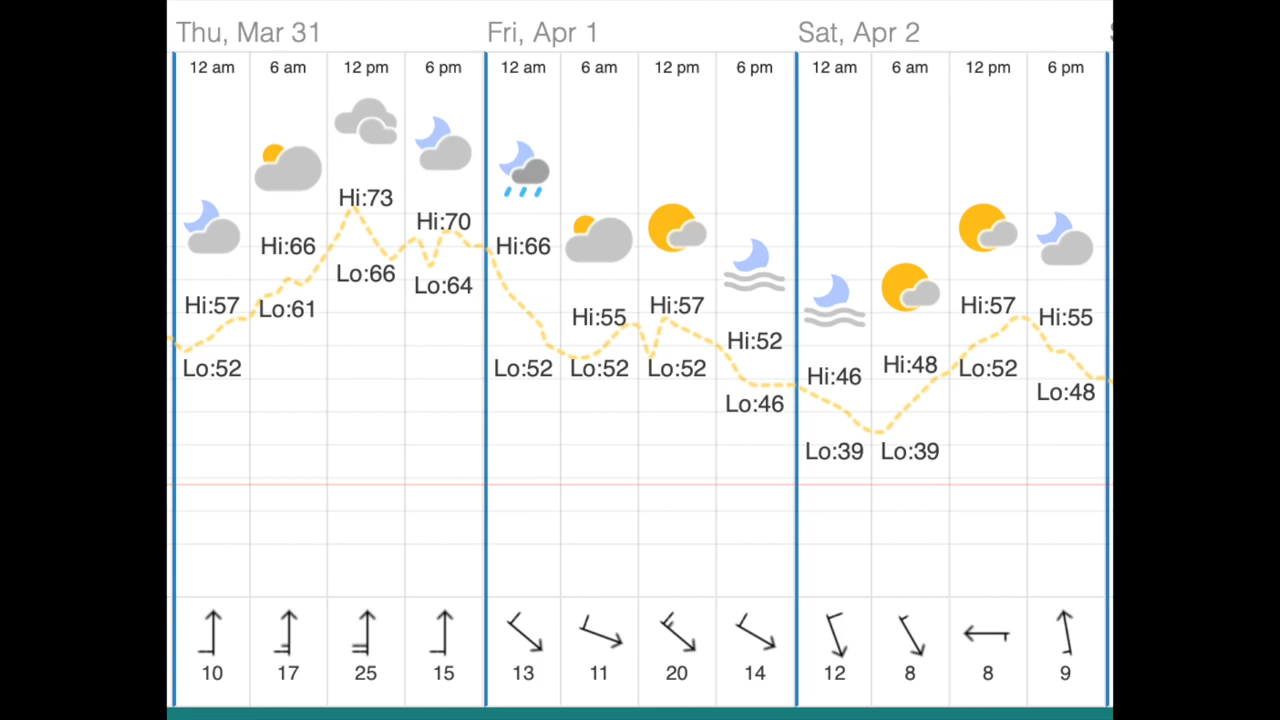 Thu, Mar 31 Fri, Apr 1 Sat, Apr 2
12 am 6 am 12 pm 6 pm 12 am 6 am 12 pm 6 pm 12 am 6 am 12 pm 6 pm
Hi:57 Hi:66 Hi:73 Hi:70 Hi:66 Hi:55 Hi:57 Hi:52 Hi:46 Hi:48 Hi:57 Hi:55
Lo:52 Lo:61 Lo:66 Lo:64 Lo:52 Lo:52 Lo:52 Lo:46 Lo:39 Lo:39 Lo:52 Lo:48
10 17 25 15 13 11 20 14 12 8 8 9